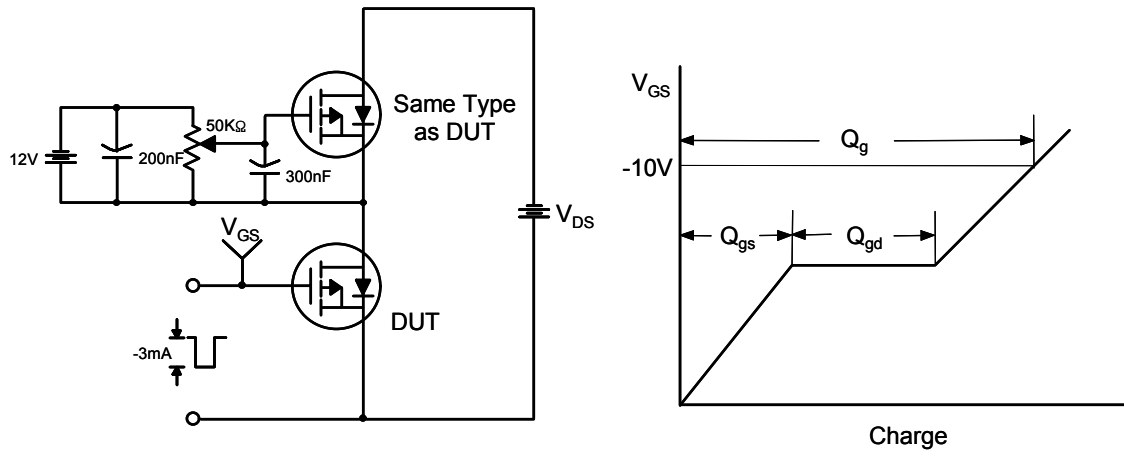 12V
200nF
50KΩ
300nF
Same Type
as DUT
V_DS
V_GS
DUT
-3mA
V_GS
Q_g
-10V
Q_gs
Q_gd
Charge